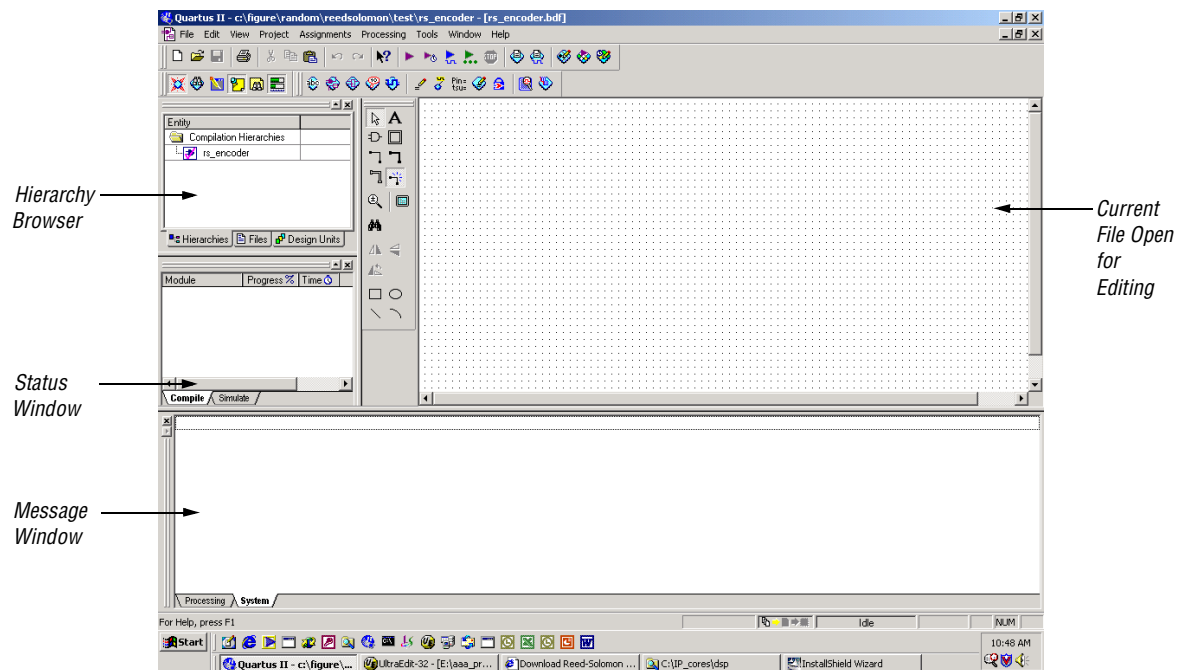 Quartus II - c:\figure\random\reedsolomon\test\rs_encoder - [rs_encoder.bdf]
File Edit View Project Assignments Processing Tools Window Help
Pin=
tsu=
Entity
Compilation Hierarchies
rs_encoder
Hierarchies Files Design Units
Module Progress % Time
Compile Simulate
A
Hierarchy
Browser
Status
Window
Message
Window
Current
File Open
for
Editing
Processing System
For Help, press F1
Idle
NUM
Start
10:48 AM
Quartus II - c:\figure\...
UltraEdit-32 - [E:\aaa_pr...
Download Reed-Solomon ...
C:\IP_cores\dsp
InstallShield Wizard